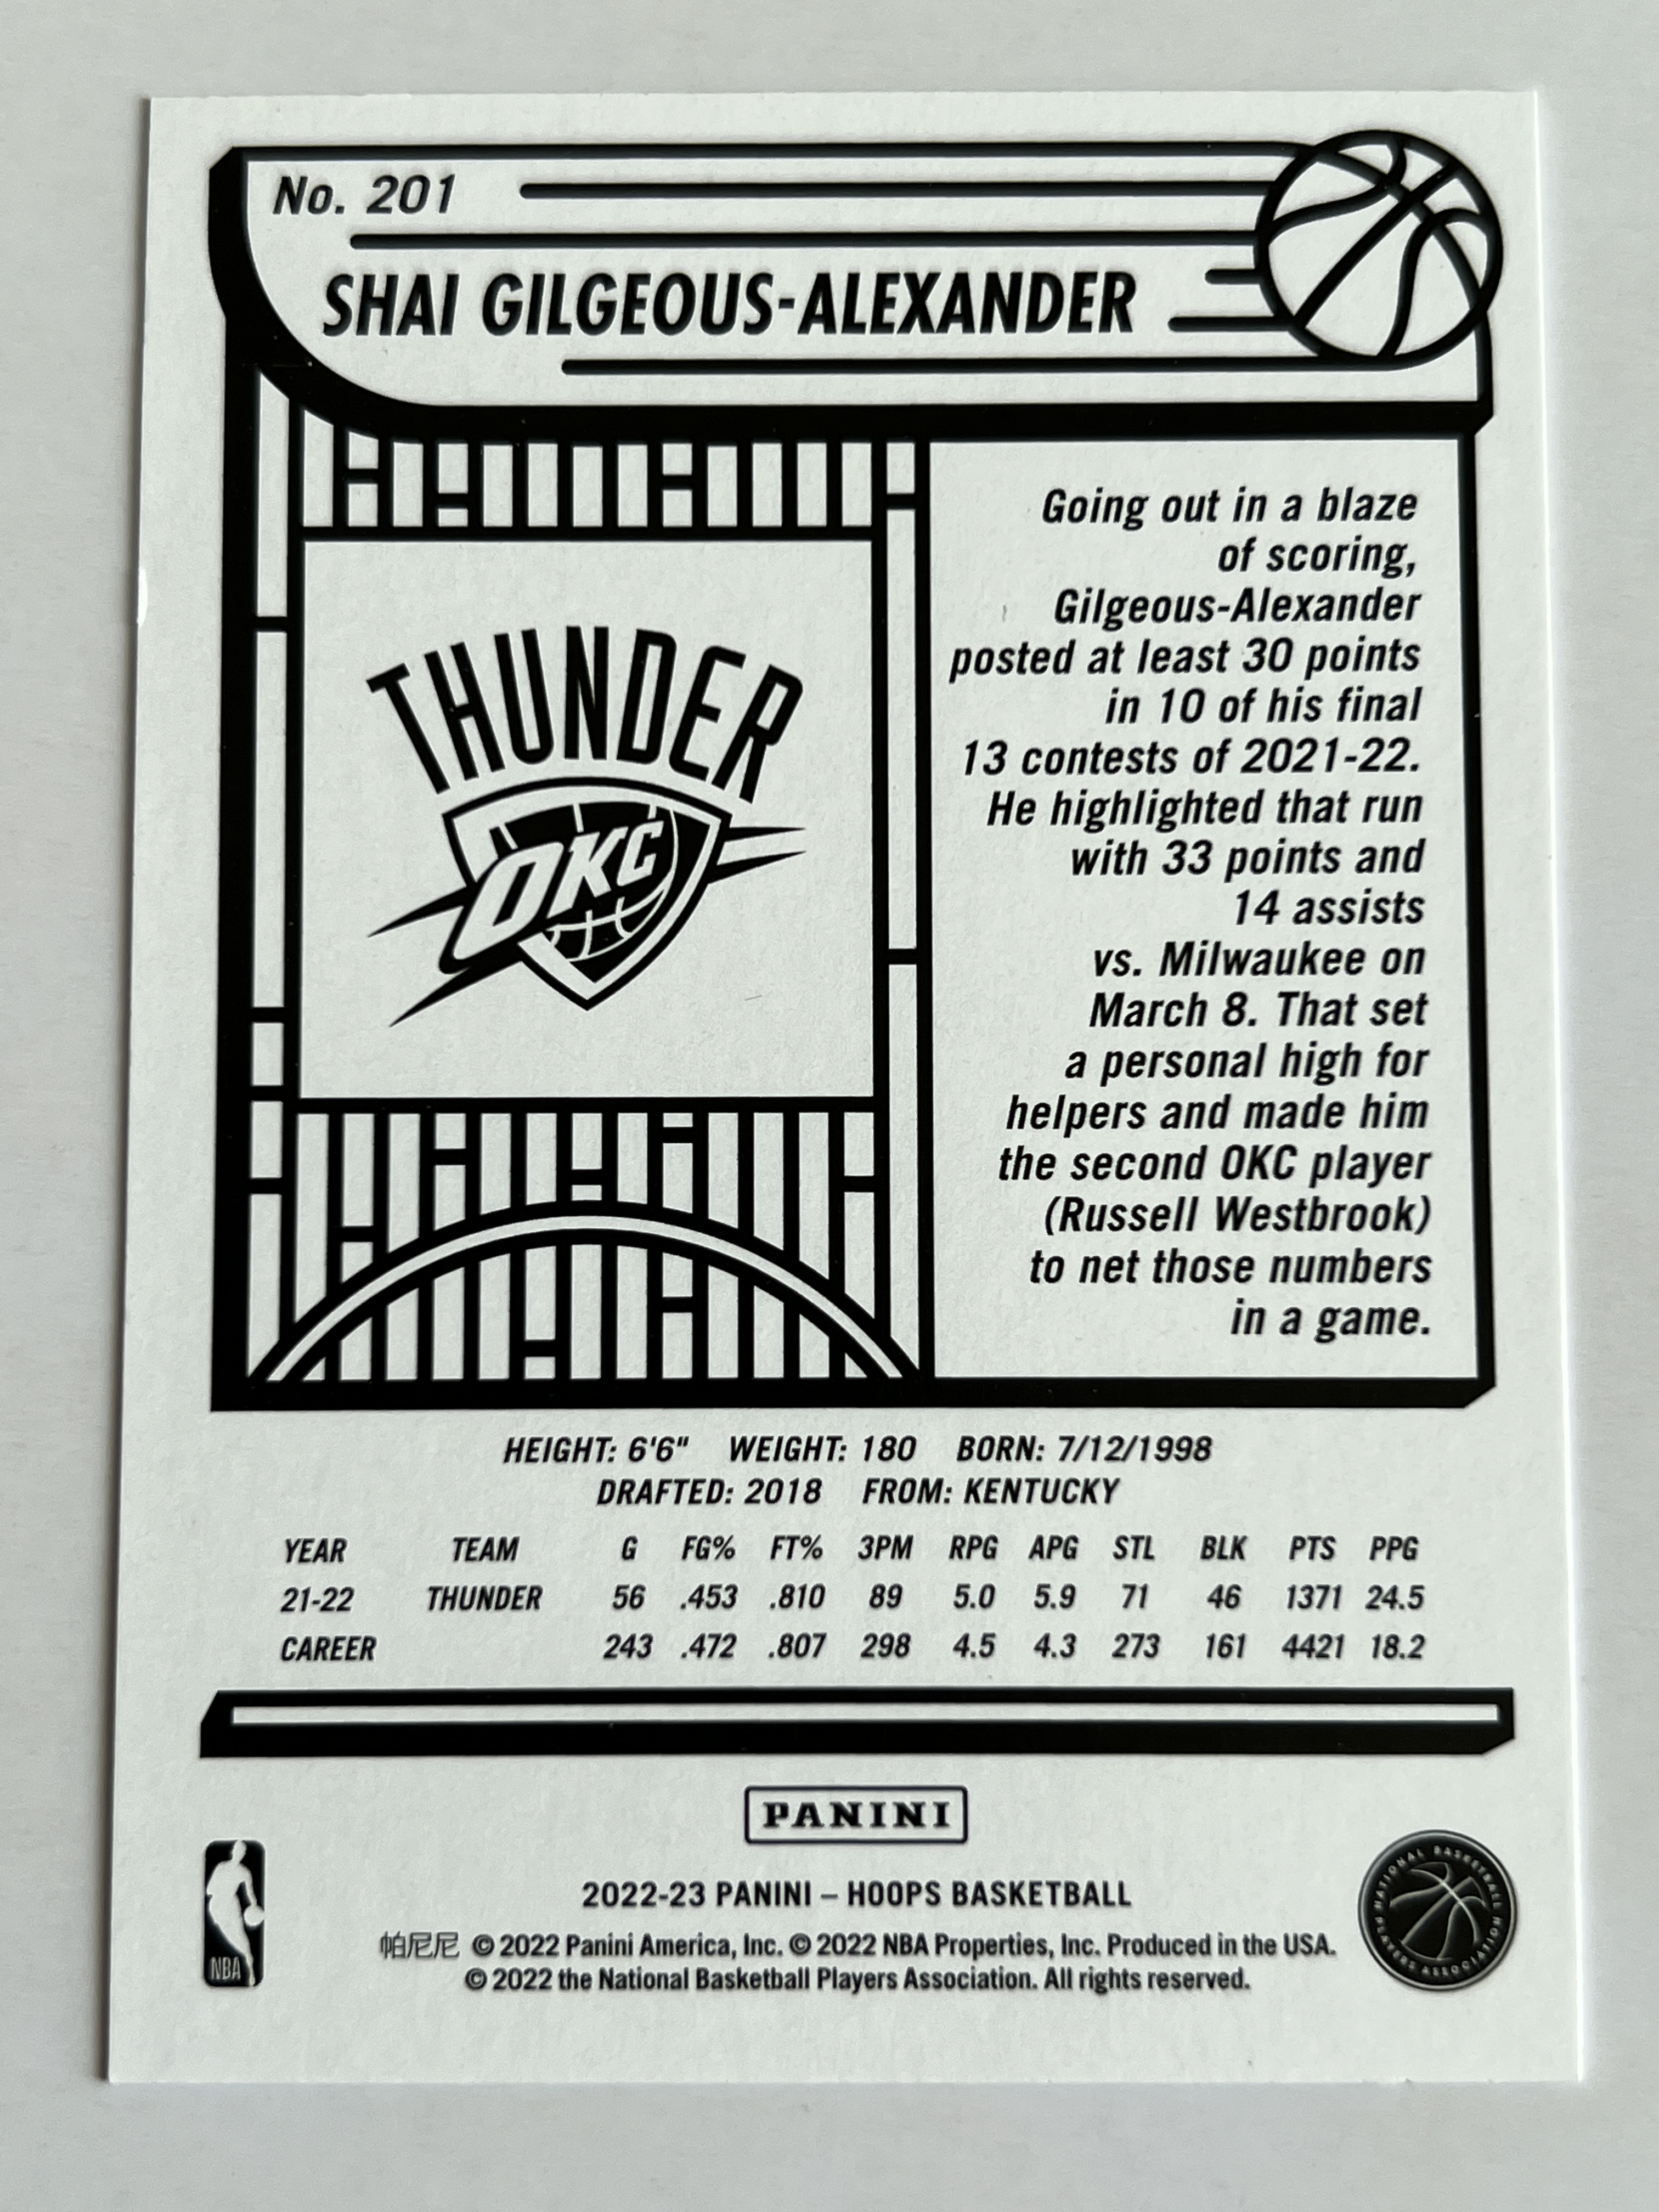 No. 201
SHAI GILGEOUS-ALEXANDER
THUNDER
OKC
Going out in a blaze
of scoring,
Gilgeous-Alexander
posted at least 30 points
in 10 of his final
13 contests of 2021-22.
He highlighted that run
with 33 points and
14 assists
vs. Milwaukee on
March 8. That set
a personal high for
helpers and made him
the second OKC player
(Russell Westbrook)
to net those numbers
in a game.
HEIGHT: 6'6" WEIGHT: 180 BORN: 7/12/1998
DRAFTED: 2018 FROM: KENTUCKY
YEAR TEAM G FG% FT% 3PM RPG APG STL BLK PTS PPG
21-22 THUNDER 56 .453 .810 89 5.0 5.9 71 46 1371 24.5
CAREER 243 .472 .807 298 4.5 4.3 273 161 4421 18.2
PANINI
2022-23 PANINI – HOOPS BASKETBALL
帕尼尼 © 2022 Panini America, Inc. © 2022 NBA Properties, Inc. Produced in the USA.
© 2022 the National Basketball Players Association. All rights reserved.
NBA
NATIONAL BASKETBALL PLAYERS ASSOCIATION